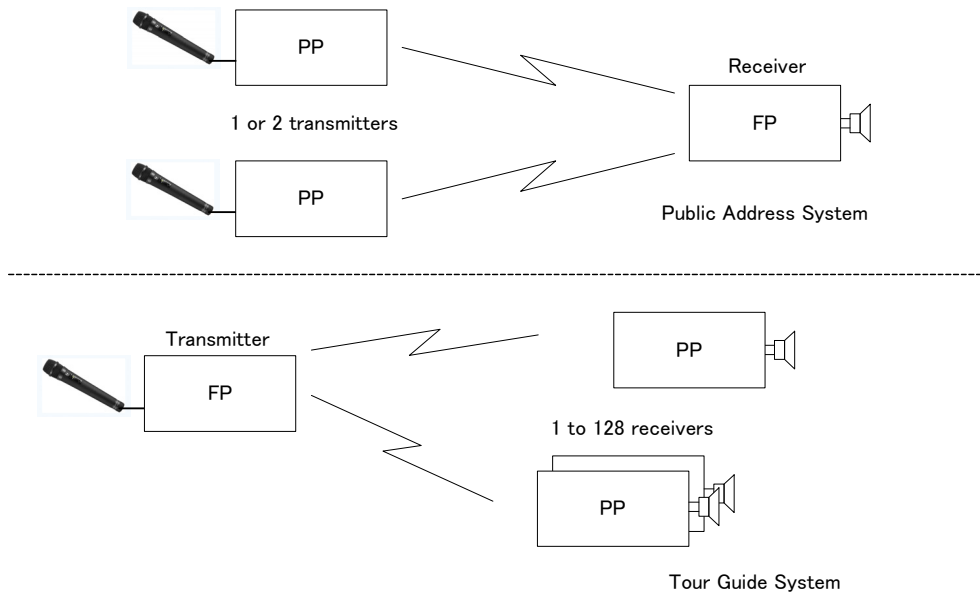 PP
Receiver
FP
1 or 2 transmitters
PP
Public Address System
Transmitter
FP
PP
1 to 128 receivers
PP
Tour Guide System